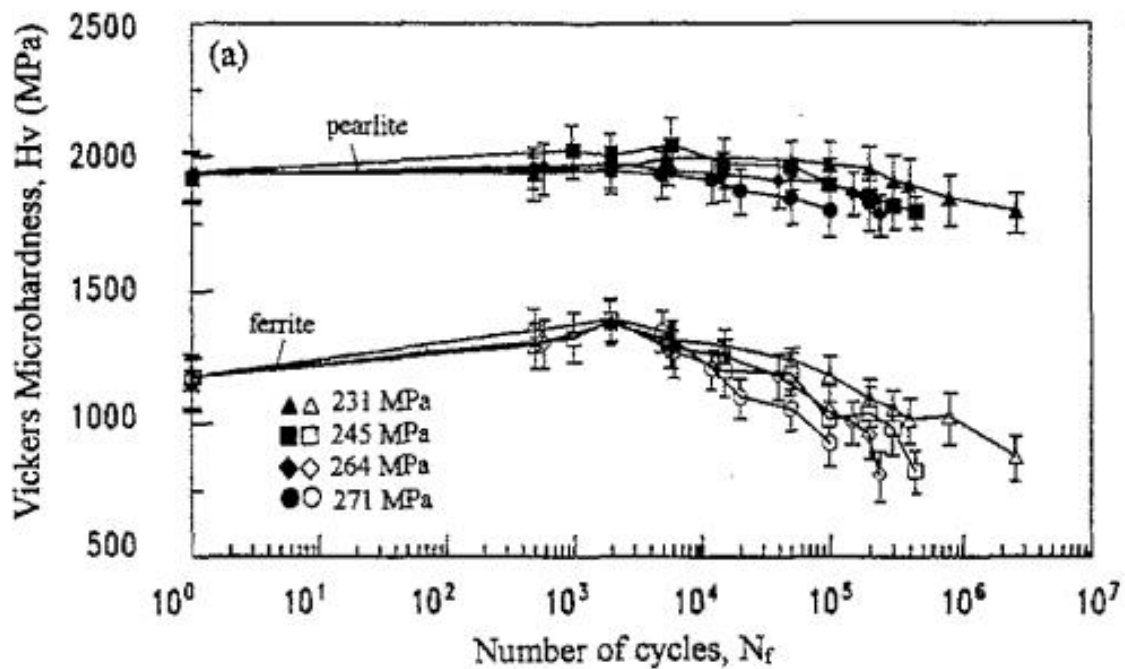 (a)
Vickers Microhardness, Hv (MPa)
2500
2000
1500
1000
500
pearlite
ferrite
▲△ 231 MPa
■□ 245 MPa
◆◇ 264 MPa
●○ 271 MPa
10⁰ 10¹ 10² 10³ 10⁴ 10⁵ 10⁶ 10⁷
Number of cycles, N_f